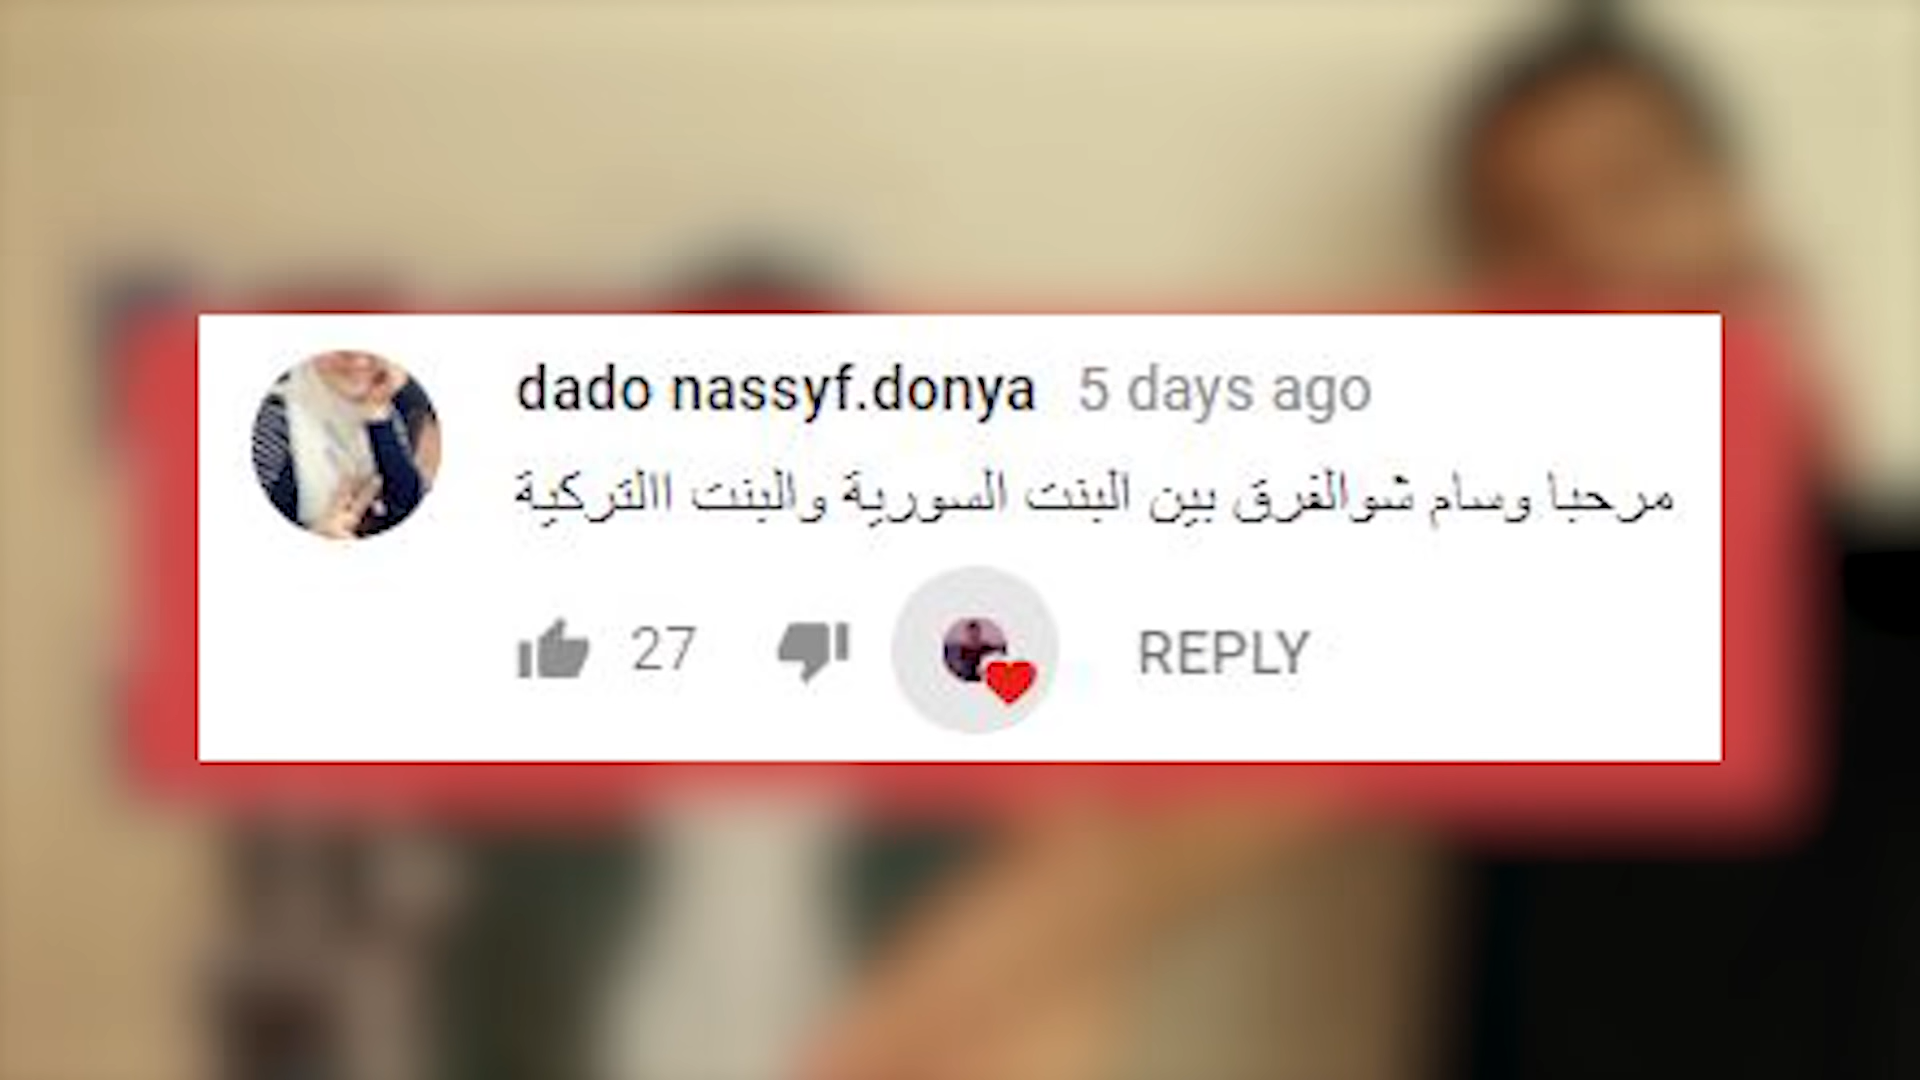 dado nassyf.donya 5 days ago
مرحبا وسام شوالفرق بين البنت السورية والبنت االتركية
27 REPLY